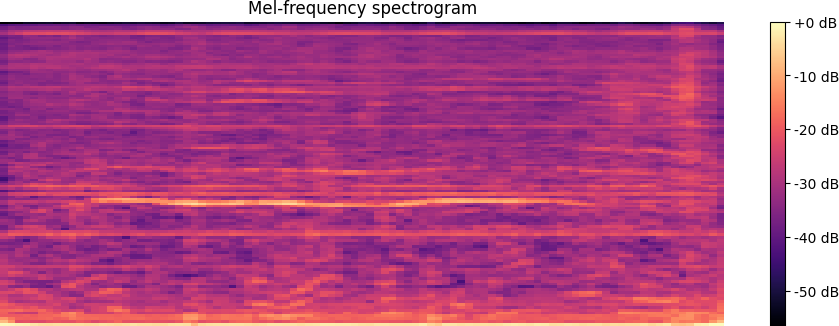 Mel-frequency spectrogram
+0 dB
-10 dB
-20 dB
-30 dB
-40 dB
-50 dB